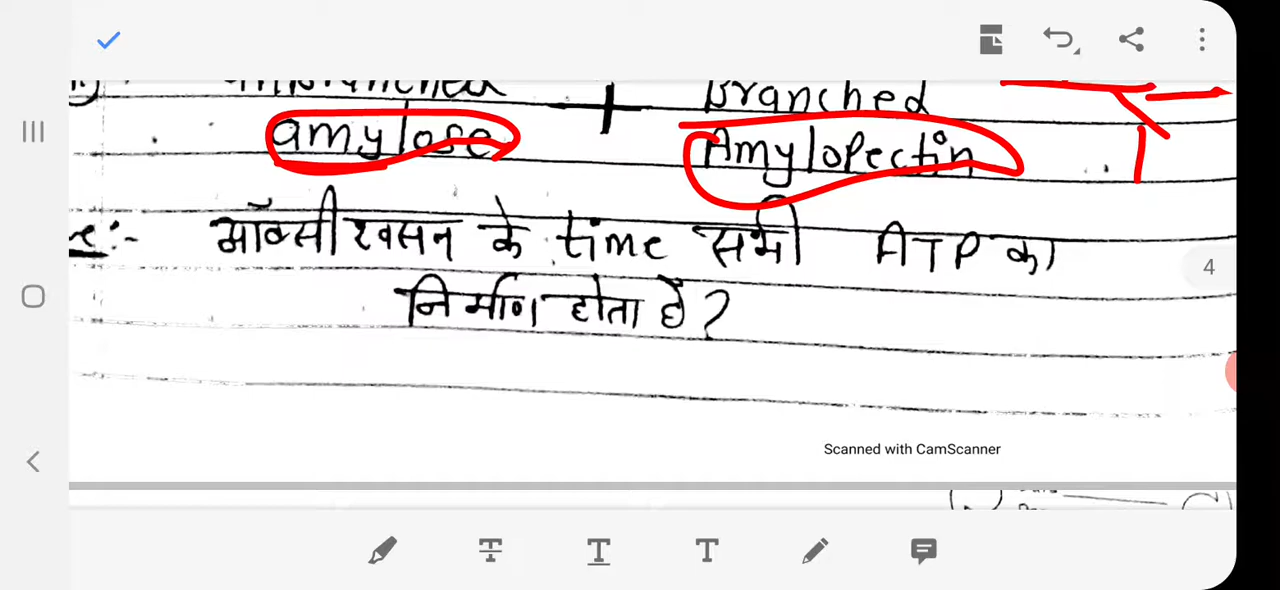 branched
amylose + Amylopectin
ऑक्सी श्वसन के time सभी ATP का
निर्माण होता है?
4
Scanned with CamScanner